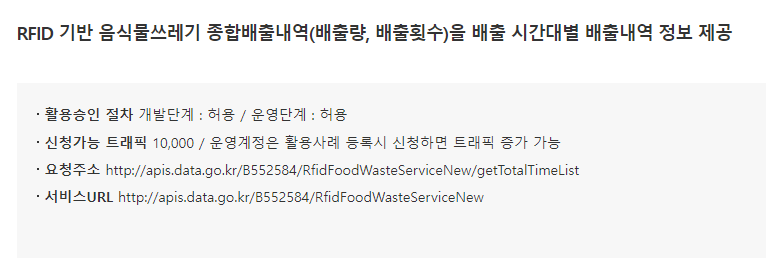 RFID 기반 음식물쓰레기 종합배출내역(배출량, 배출횟수)을 배출 시간대별 배출내역 정보 제공
· 활용승인 절차 개발단계 : 허용 / 운영단계 : 허용
· 신청가능 트래픽 10,000 / 운영계정은 활용사례 등록시 신청하면 트래픽 증가 가능
· 요청주소 http://apis.data.go.kr/B552584/RfidFoodWasteServiceNew/getTotalTimeList
· 서비스URL http://apis.data.go.kr/B552584/RfidFoodWasteServiceNew